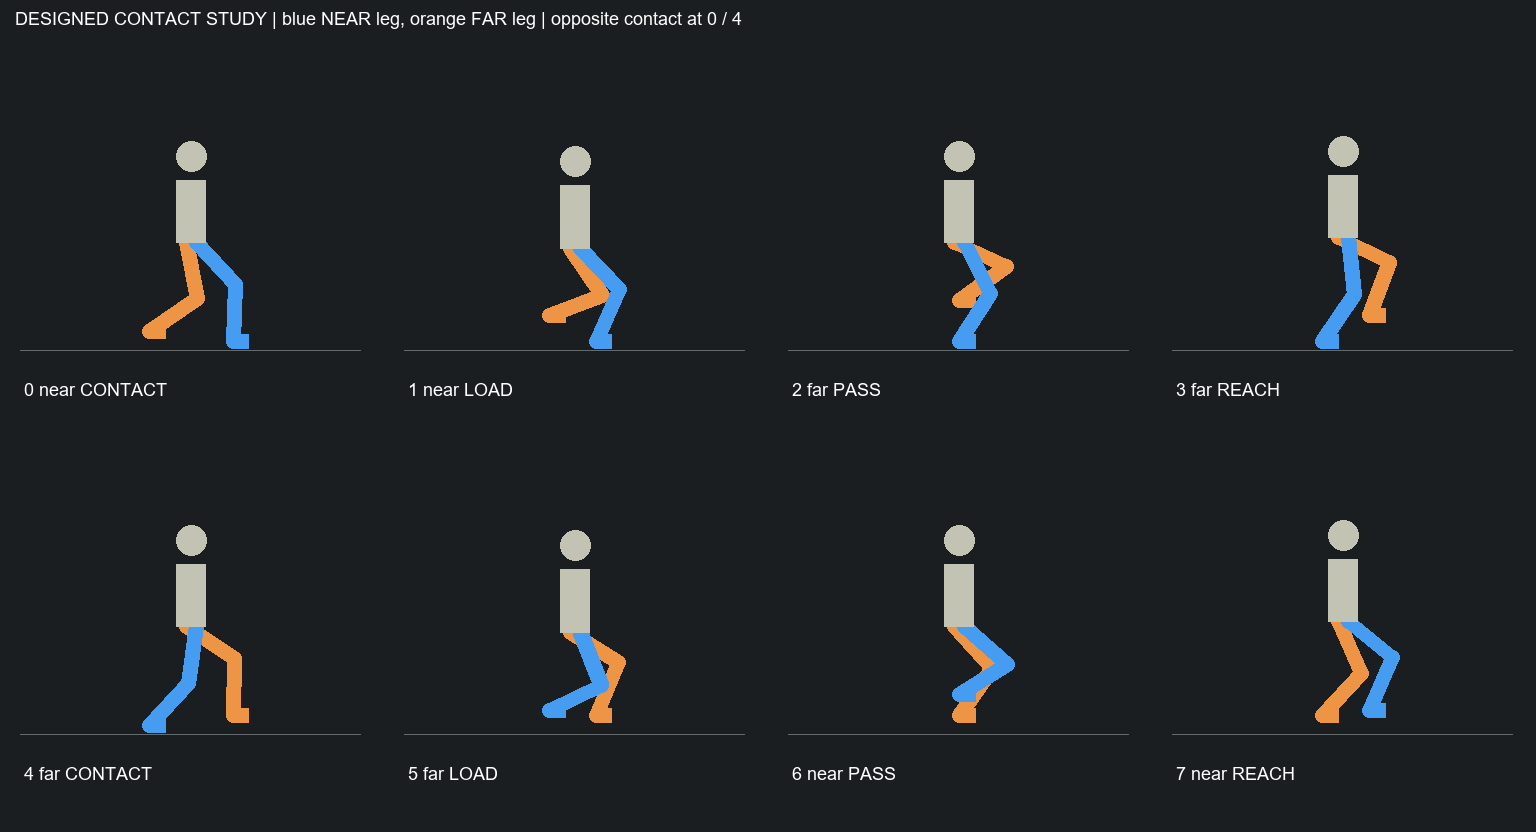 DESIGNED CONTACT STUDY | blue NEAR leg, orange FAR leg | opposite contact at 0 / 4
0 near CONTACT
1 near LOAD
2 far PASS
3 far REACH
4 far CONTACT
5 far LOAD
6 near PASS
7 near REACH